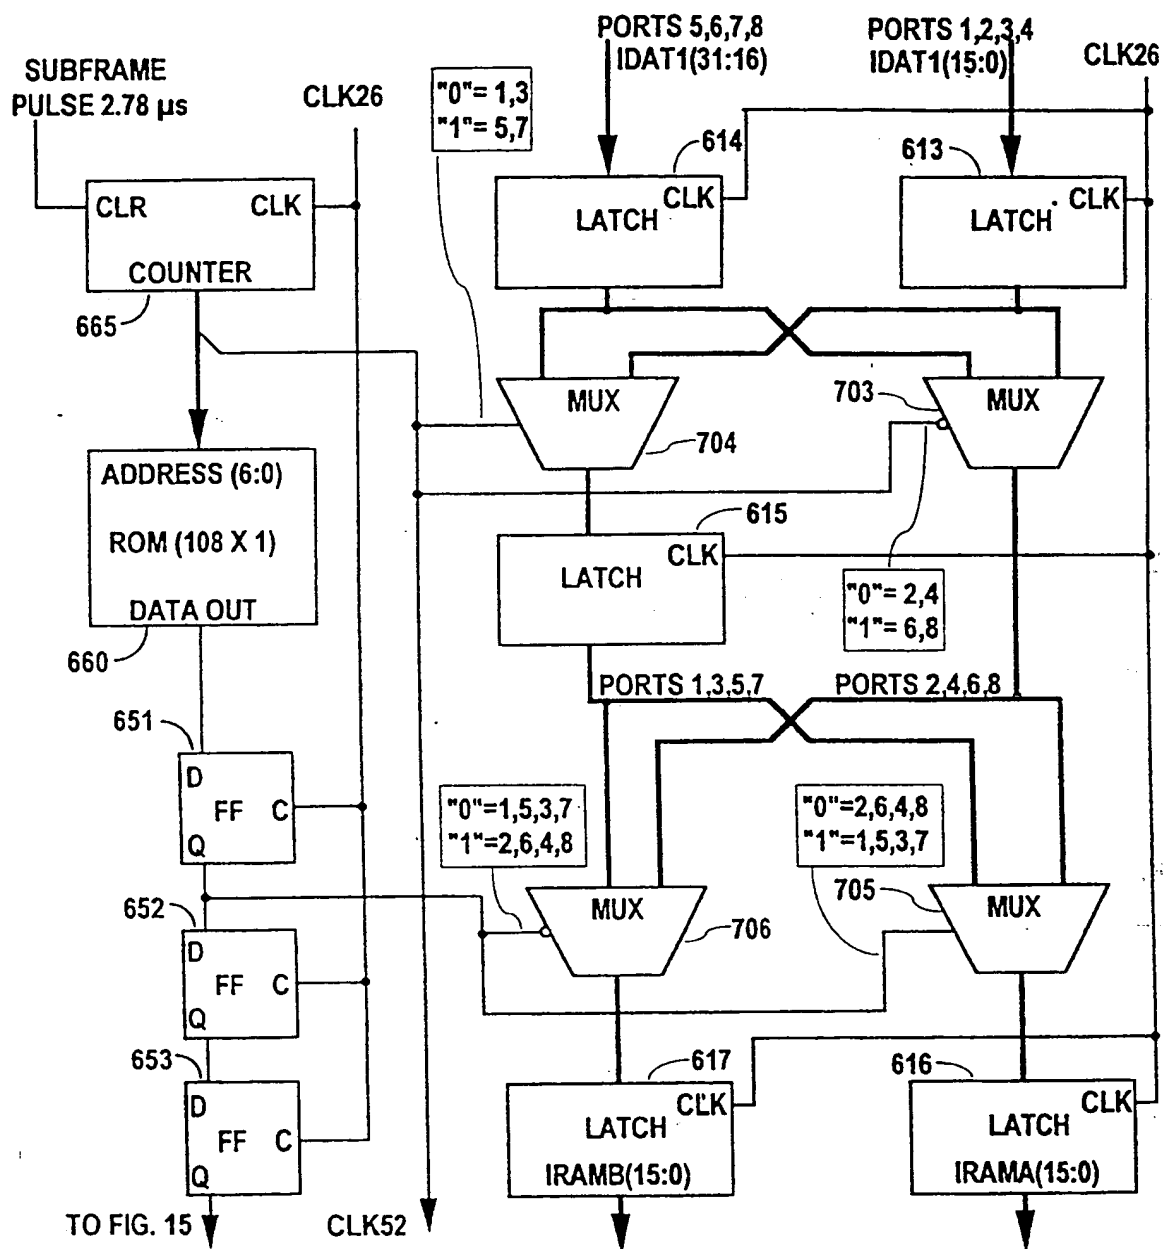 PORTS 5,6,7,8
IDAT1(31:16)
PORTS 1,2,3,4
IDAT1(15:0)
CLK26
SUBFRAME
PULSE 2.78 µs
CLK26
"0"= 1,3
"1"= 5,7
614
613
CLR
CLK
COUNTER
665
CLK
LATCH
CLK
LATCH
MUX
704
703
MUX
ADDRESS (6:0)
ROM (108 X 1)
DATA OUT
660
615
CLK
LATCH
"0"= 2,4
"1"= 6,8
PORTS 1,3,5,7
PORTS 2,4,6,8
651
D
FF
C
Q
"0"=1,5,3,7
"1"=2,6,4,8
"0"=2,6,4,8
"1"=1,5,3,7
652
D
FF
C
Q
MUX
706
705
MUX
653
D
FF
C
Q
617
CLK
LATCH
IRAMB(15:0)
616
CLK
LATCH
IRAMA(15:0)
TO FIG. 15
CLK52